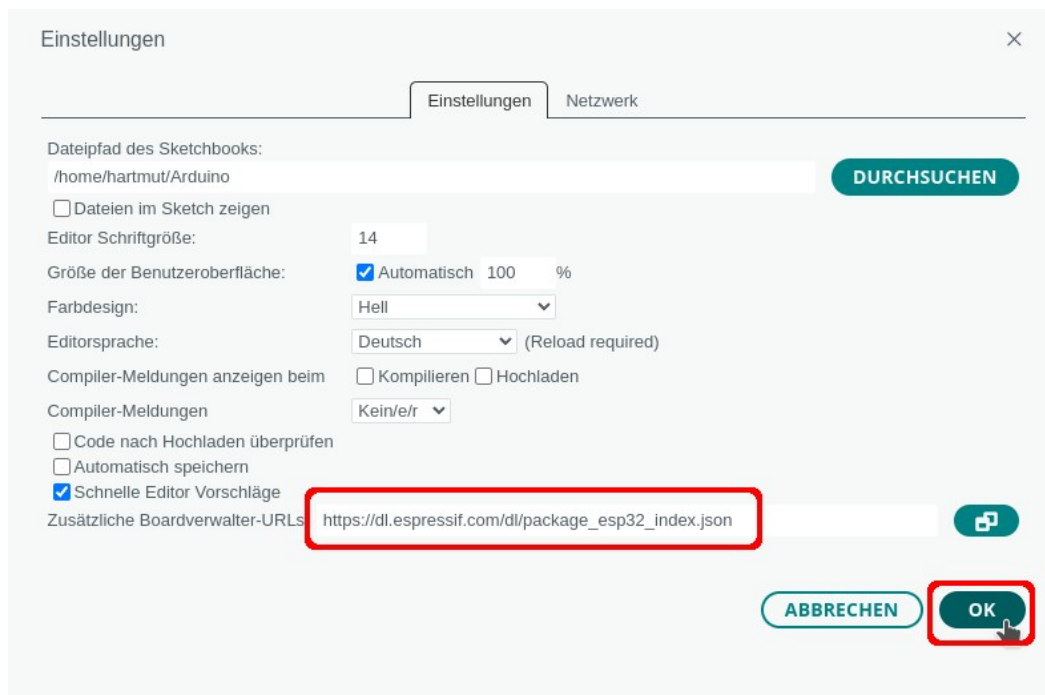 Einstellungen
Einstellungen Netzwerk
Dateipfad des Sketchbooks:
/home/hartmut/Arduino DURCHSUCHEN
Dateien im Sketch zeigen
Editor Schriftgröße: 14
Größe der Benutzeroberfläche: Automatisch 100 %
Farbdesign: Hell
Editorsprache: Deutsch (Reload required)
Compiler-Meldungen anzeigen beim Kompilieren Hochladen
Compiler-Meldungen Kein/e/r
Code nach Hochladen überprüfen
Automatisch speichern
Schnelle Editor Vorschläge
Zusätzliche Boardverwalter-URLs https://dl.espressif.com/dl/package_esp32_index.json
ABBRECHEN OK